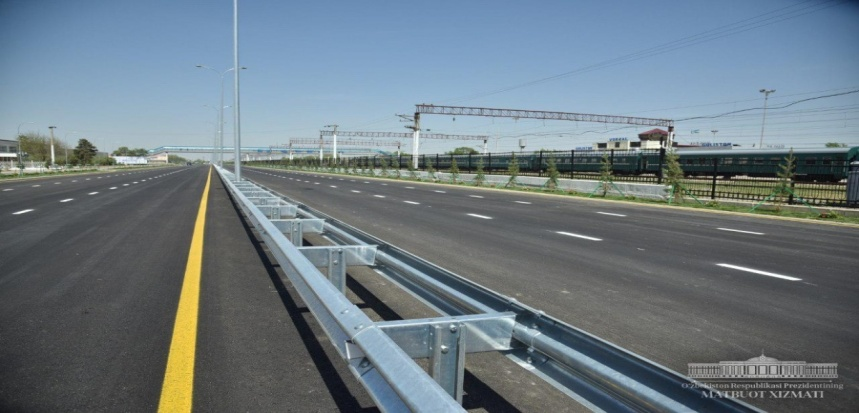 O'zbekiston Respublikasi Prezidentining
MATBUOT XIZMATI